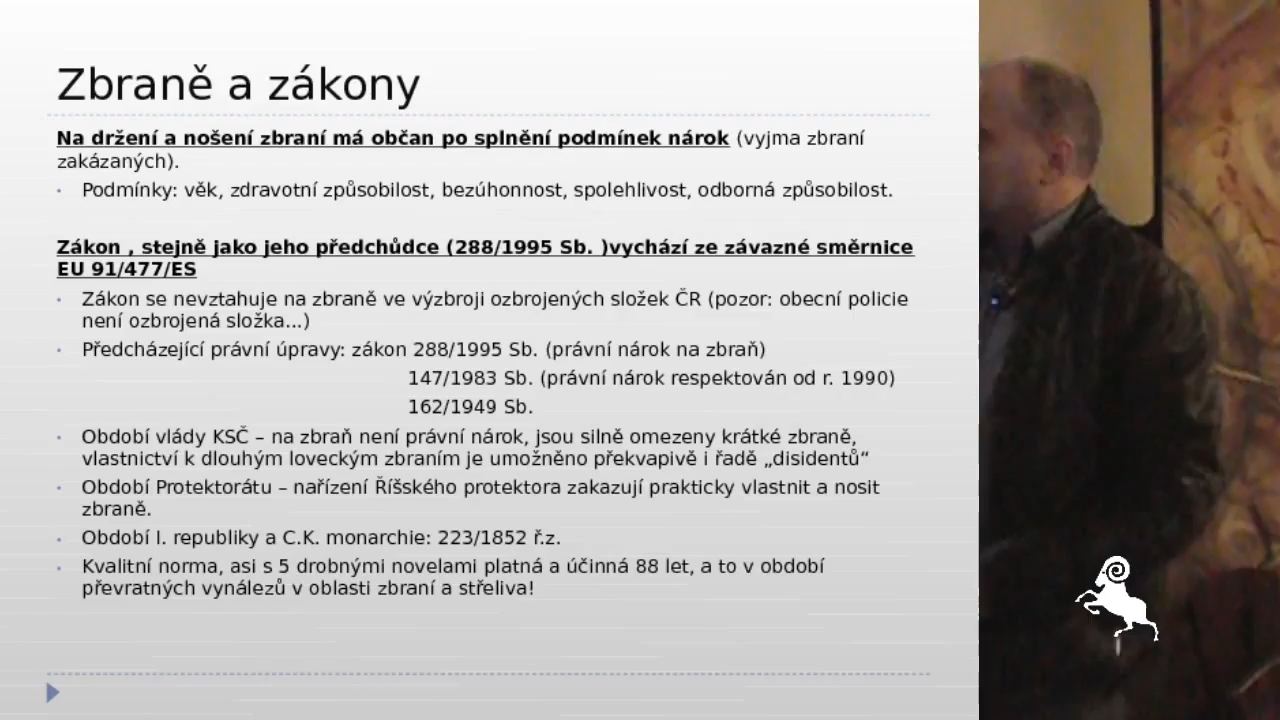 Zbraně a zákony
Na držení a nošení zbraní má občan po splnění podmínek nárok (vyjma zbraní
zakázaných).
• Podmínky: věk, zdravotní způsobilost, bezúhonnost, spolehlivost, odborná způsobilost.
Zákon , stejně jako jeho předchůdce (288/1995 Sb. )vychází ze závazné směrnice
EU 91/477/ES
• Zákon se nevztahuje na zbraně ve výzbroji ozbrojených složek ČR (pozor: obecní policie
není ozbrojená složka...)
• Předcházející právní úpravy: zákon 288/1995 Sb. (právní nárok na zbraň)
147/1983 Sb. (právní nárok respektován od r. 1990)
162/1949 Sb.
• Období vlády KSČ – na zbraň není právní nárok, jsou silně omezeny krátké zbraně,
vlastnictví k dlouhým loveckým zbraním je umožněno překvapivě i řadě „disidentů“
• Období Protektorátu – nařízení Říšského protektora zakazují prakticky vlastnit a nosit
zbraně.
• Období I. republiky a C.K. monarchie: 223/1852 ř.z.
• Kvalitní norma, asi s 5 drobnými novelami platná a účinná 88 let, a to v období
převratných vynálezů v oblasti zbraní a střeliva!